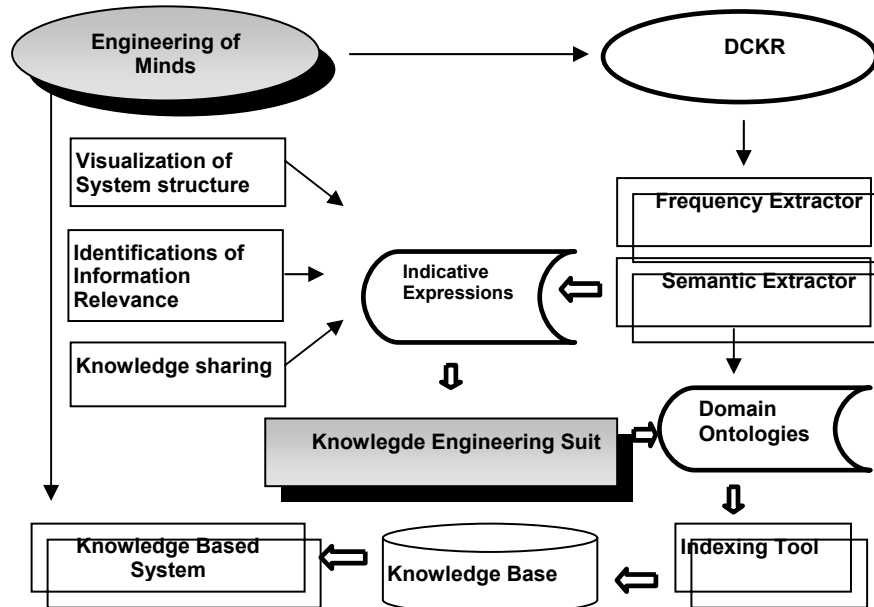 Engineering of
Minds
DCKR
Visualization of
System structure
Frequency Extractor
Identifications of
Information
Relevance
Indicative
Expressions
Semantic Extractor
Knowledge sharing
Domain
Ontologies
Knowlegde Engineering Suit
Knowledge Based
System
Knowledge Base
Indexing Tool